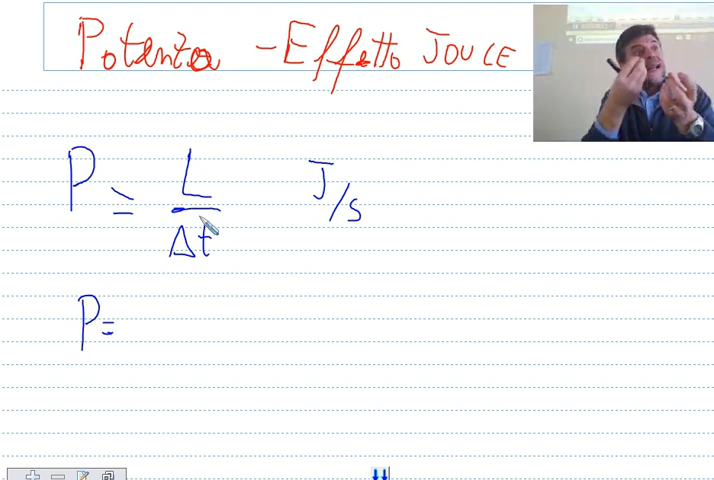 Potenza - Effetto JOULE
P = L / Δt J/s
P=